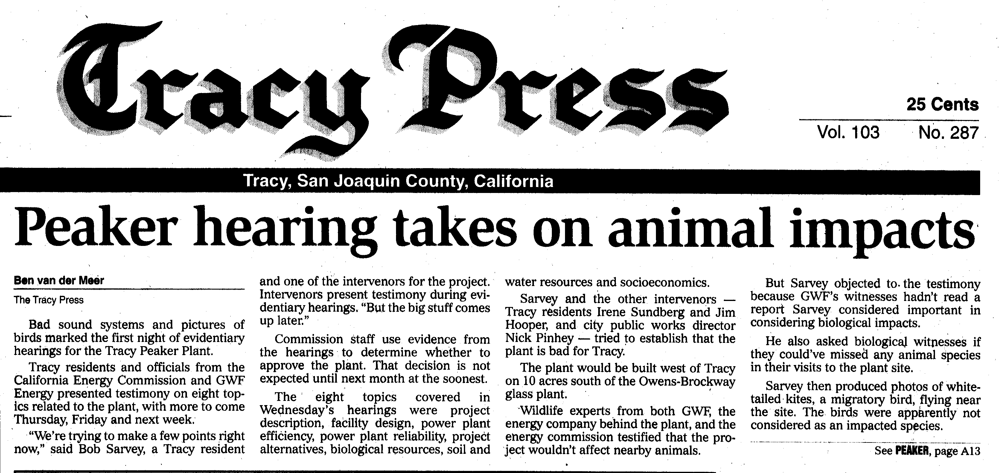 Tracy Press
25 Cents
Vol. 103 No. 287
Tracy, San Joaquin County, California
Peaker hearing takes on animal impacts
Ben van der Meer
The Tracy Press
Bad sound systems and pictures of
birds marked the first night of evidentiary
hearings for the Tracy Peaker Plant.
Tracy residents and officials from the
California Energy Commission and GWF
Energy presented testimony on eight top-
ics related to the plant, with more to come
Thursday, Friday and next week.
“We're trying to make a few points right
now,” said Bob Sarvey, a Tracy resident
and one of the intervenors for the project.
Intervenors present testimony during evi-
dentiary hearings. “But the big stuff comes
up later.”
Commission staff use evidence from
the hearings to determine whether to
approve the plant. That decision is not
expected until next month at the soonest.
The eight topics covered in
Wednesday's hearings were project
description, facility design, power plant
efficiency, power plant reliability, project
alternatives, biological resources, soil and
water resources and socioeconomics.
Sarvey and the other intervenors —
Tracy residents Irene Sundberg and Jim
Hooper, and city public works director
Nick Pinhey — tried to establish that the
plant is bad for Tracy.
The plant would be built west of Tracy
on 10 acres south of the Owens-Brockway
glass plant.
Wildlife experts from both GWF, the
energy company behind the plant, and the
energy commission testified that the pro-
ject wouldn't affect nearby animals.
But Sarvey objected to the testimony
because GWF's witnesses hadn't read a
report Sarvey considered important in
considering biological impacts.
He also asked biological witnesses if
they could've missed any animal species
in their visits to the plant site.
Sarvey then produced photos of white-
tailed kites, a migratory bird, flying near
the site. The birds were apparently not
considered as an impacted species.
See PEAKER, page A13